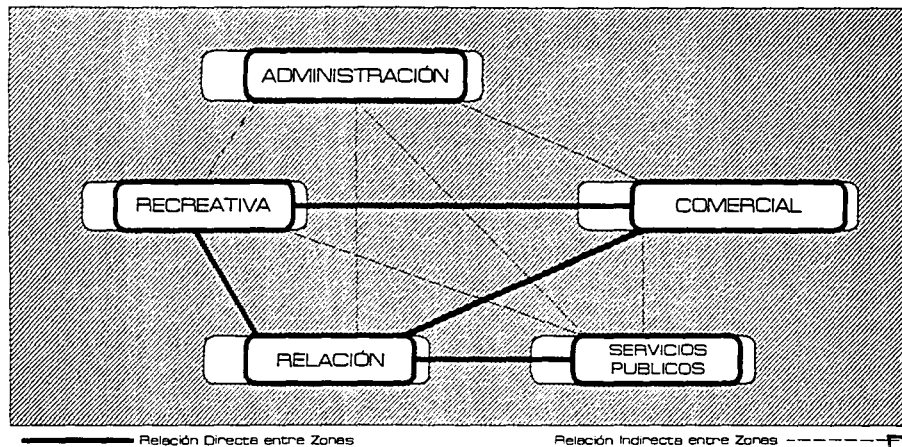 ADMINISTRACIÓN
RECREATIVA
COMERCIAL
RELACIÓN
SERVICIOS
PUBLICOS
Relación Directa entre Zonas
Relación Indirecta entre Zonas